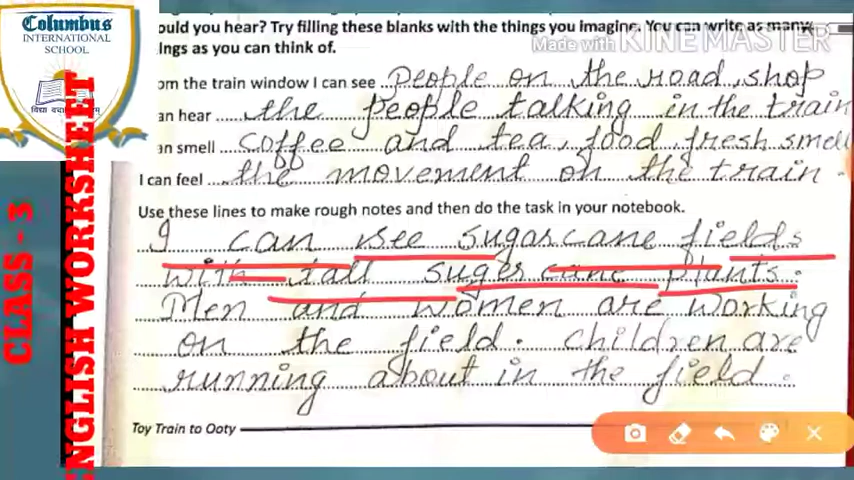 Columbus
INTERNATIONAL
SCHOOL
विद्या
CLASS - 3
ENGLISH WORKSHEET
Made with KINEMASTER
ould you hear? Try filling these blanks with the things you imagine. You can write as many
ings as you can think of.
om the train window I can see people on the road, shop
an hear the people talking in the train
an smell coffee and tea, food, fresh smell
I can feel the movement on the train.
Use these lines to make rough notes and then do the task in your notebook.
I can see sugarcane fields
with tall suger cane plants.
Men and women are working
on the field. children are
running about in the field.
Toy Train to Ooty